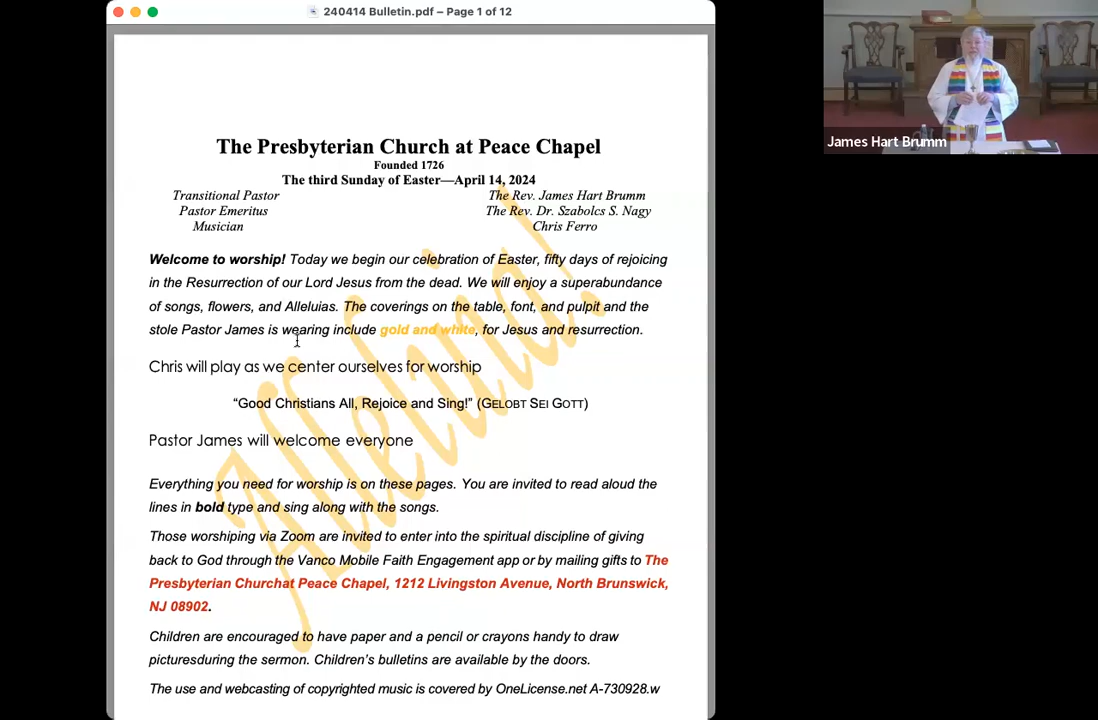 240414 Bulletin.pdf – Page 1 of 12
The Presbyterian Church at Peace Chapel
Founded 1726
The third Sunday of Easter—April 14, 2024
Transitional Pastor The Rev. James Hart Brumm
Pastor Emeritus The Rev. Dr. Szabolcs S. Nagy
Musician Chris Ferro
Welcome to worship! Today we begin our celebration of Easter, fifty days of rejoicing
in the Resurrection of our Lord Jesus from the dead. We will enjoy a superabundance
of songs, flowers, and Alleluias. The coverings on the table, font, and pulpit and the
stole Pastor James is wearing include gold and white, for Jesus and resurrection.
Chris will play as we center ourselves for worship
“Good Christians All, Rejoice and Sing!” (GELOBT SEI GOTT)
Pastor James will welcome everyone
Everything you need for worship is on these pages. You are invited to read aloud the
lines in bold type and sing along with the songs.
Those worshiping via Zoom are invited to enter into the spiritual discipline of giving
back to God through the Vanco Mobile Faith Engagement app or by mailing gifts to The
Presbyterian Churchat Peace Chapel, 1212 Livingston Avenue, North Brunswick,
NJ 08902.
Children are encouraged to have paper and a pencil or crayons handy to draw
picturesduring the sermon. Children’s bulletins are available by the doors.
The use and webcasting of copyrighted music is covered by OneLicense.net A-730928.w
Alleluia!
James Hart Brumm